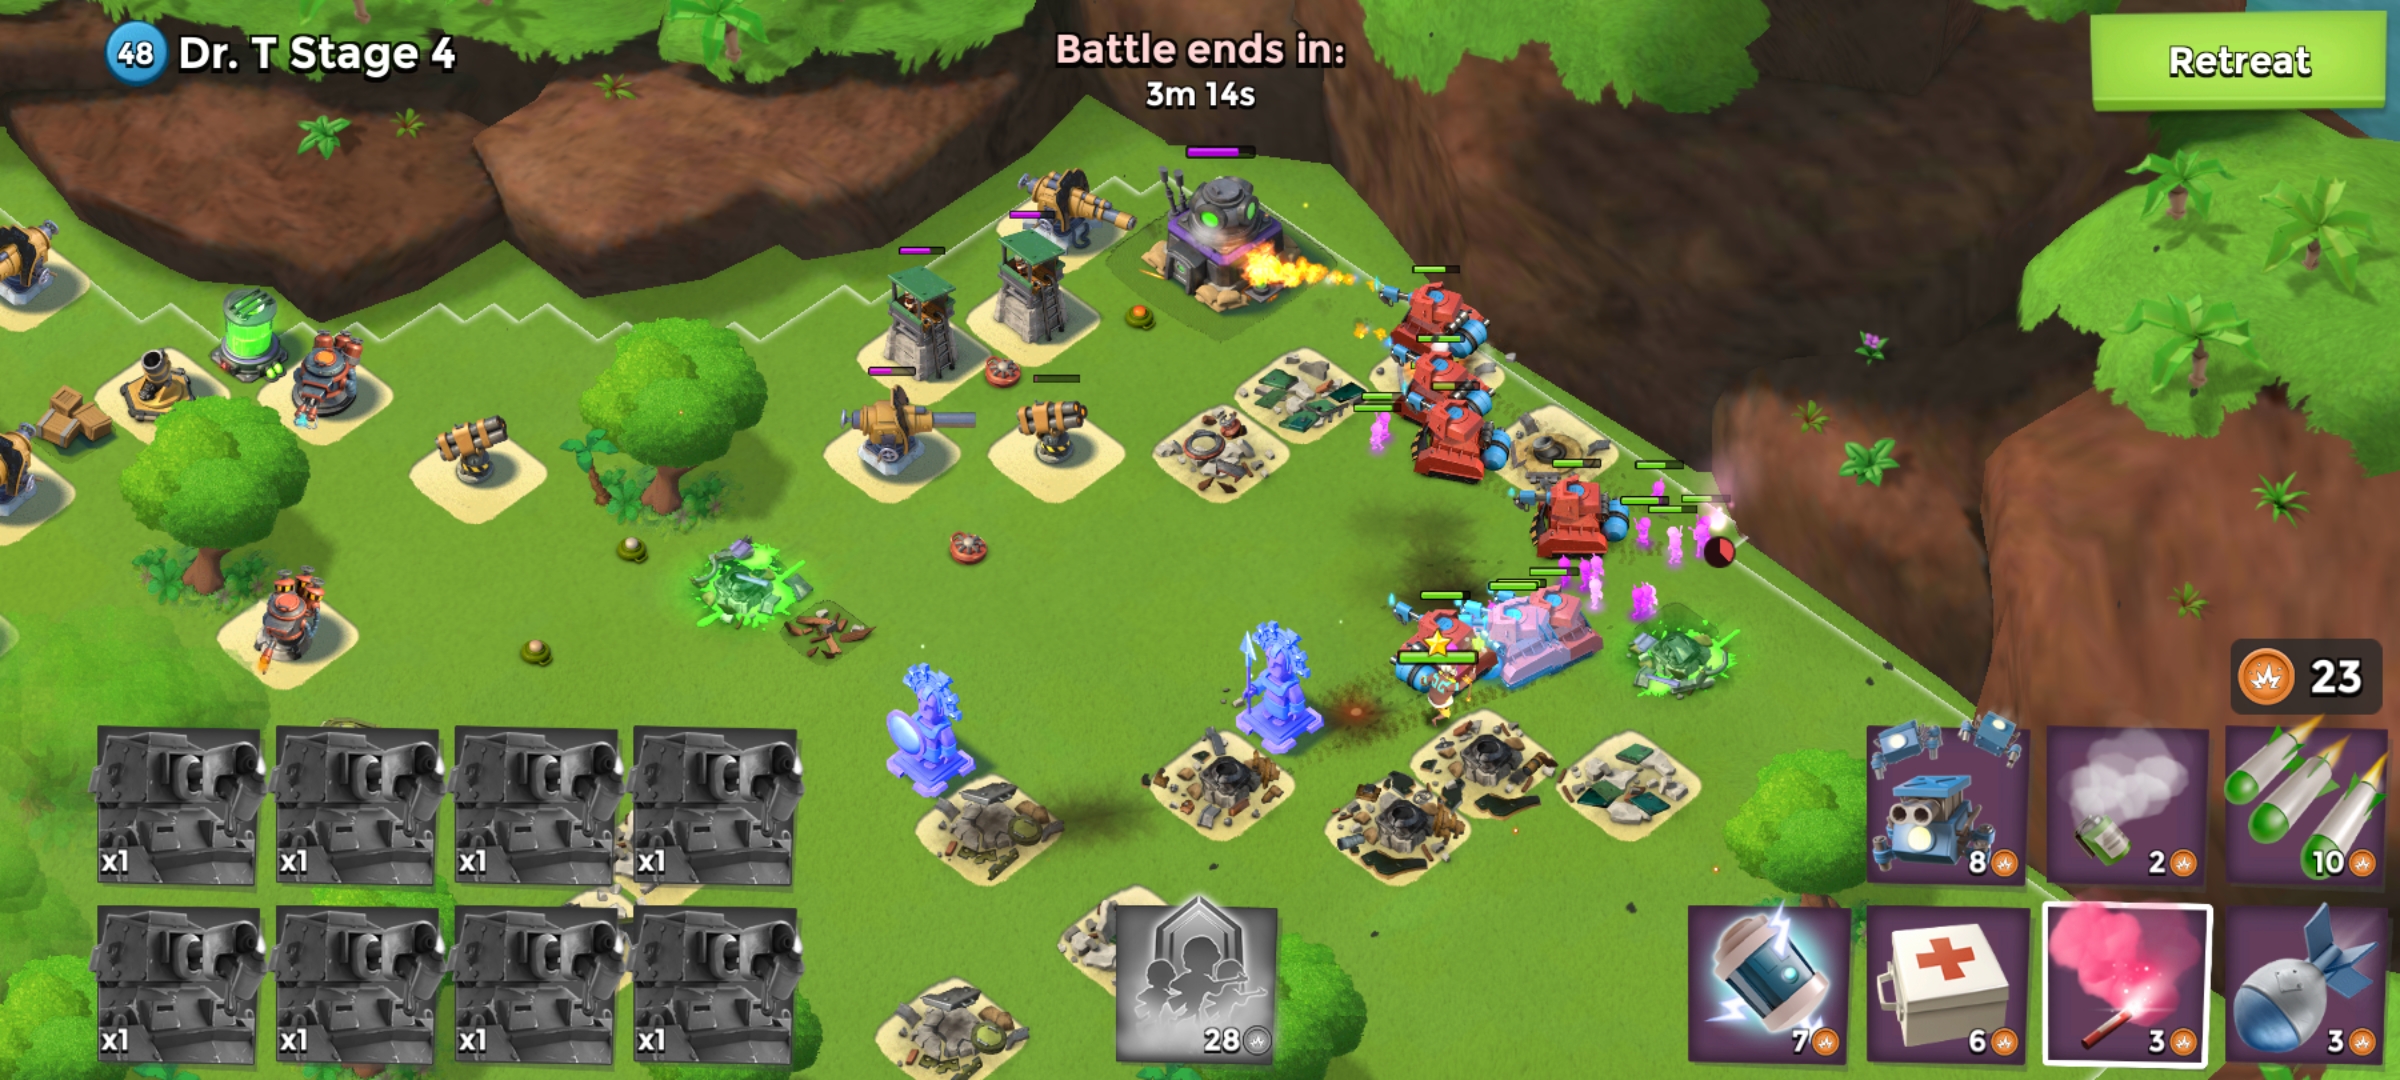 48 Dr. T Stage 4
Battle ends in:
3m 14s
Retreat
23
8
2
10
x1
x1
x1
x1
x1
x1
x1
x1
28
7
6
3
3